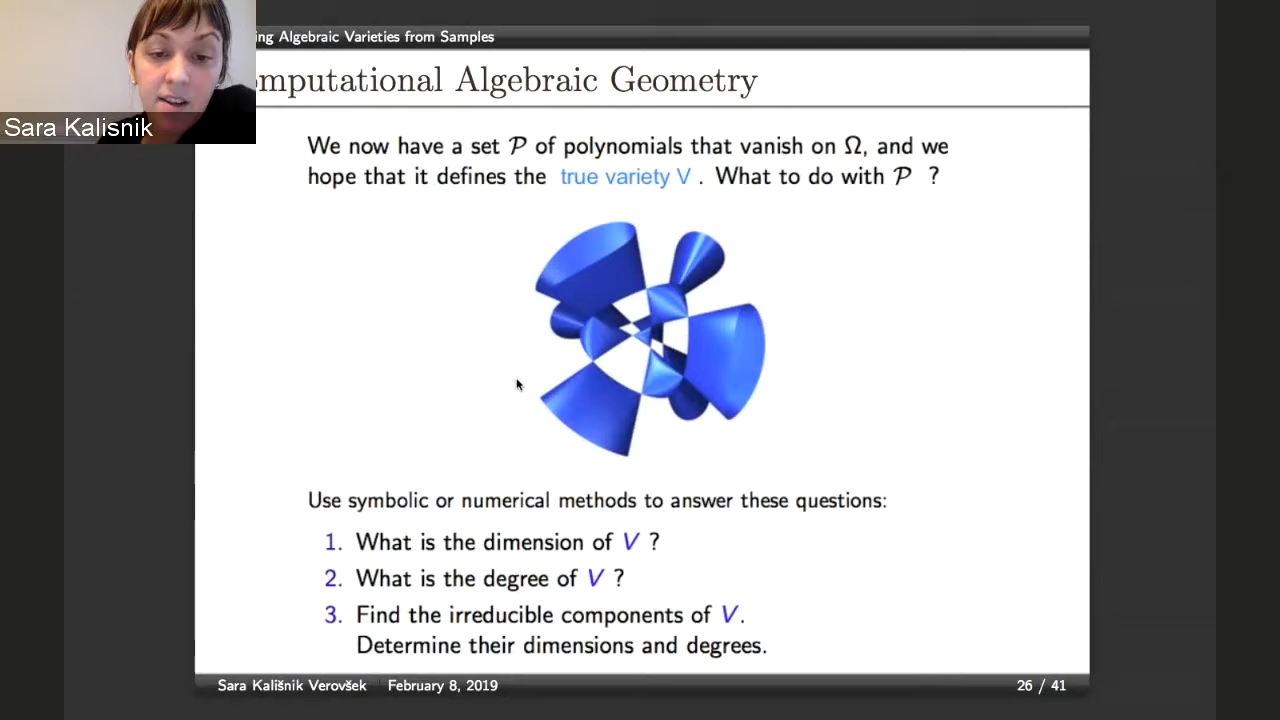 ing Algebraic Varieties from Samples
omputational Algebraic Geometry
Sara Kalisnik
We now have a set 𝒫 of polynomials that vanish on Ω, and we
hope that it defines the true variety V . What to do with 𝒫 ?
Use symbolic or numerical methods to answer these questions:
1. What is the dimension of V ?
2. What is the degree of V ?
3. Find the irreducible components of V.
Determine their dimensions and degrees.
Sara Kališnik Verovšek February 8, 2019 26 / 41